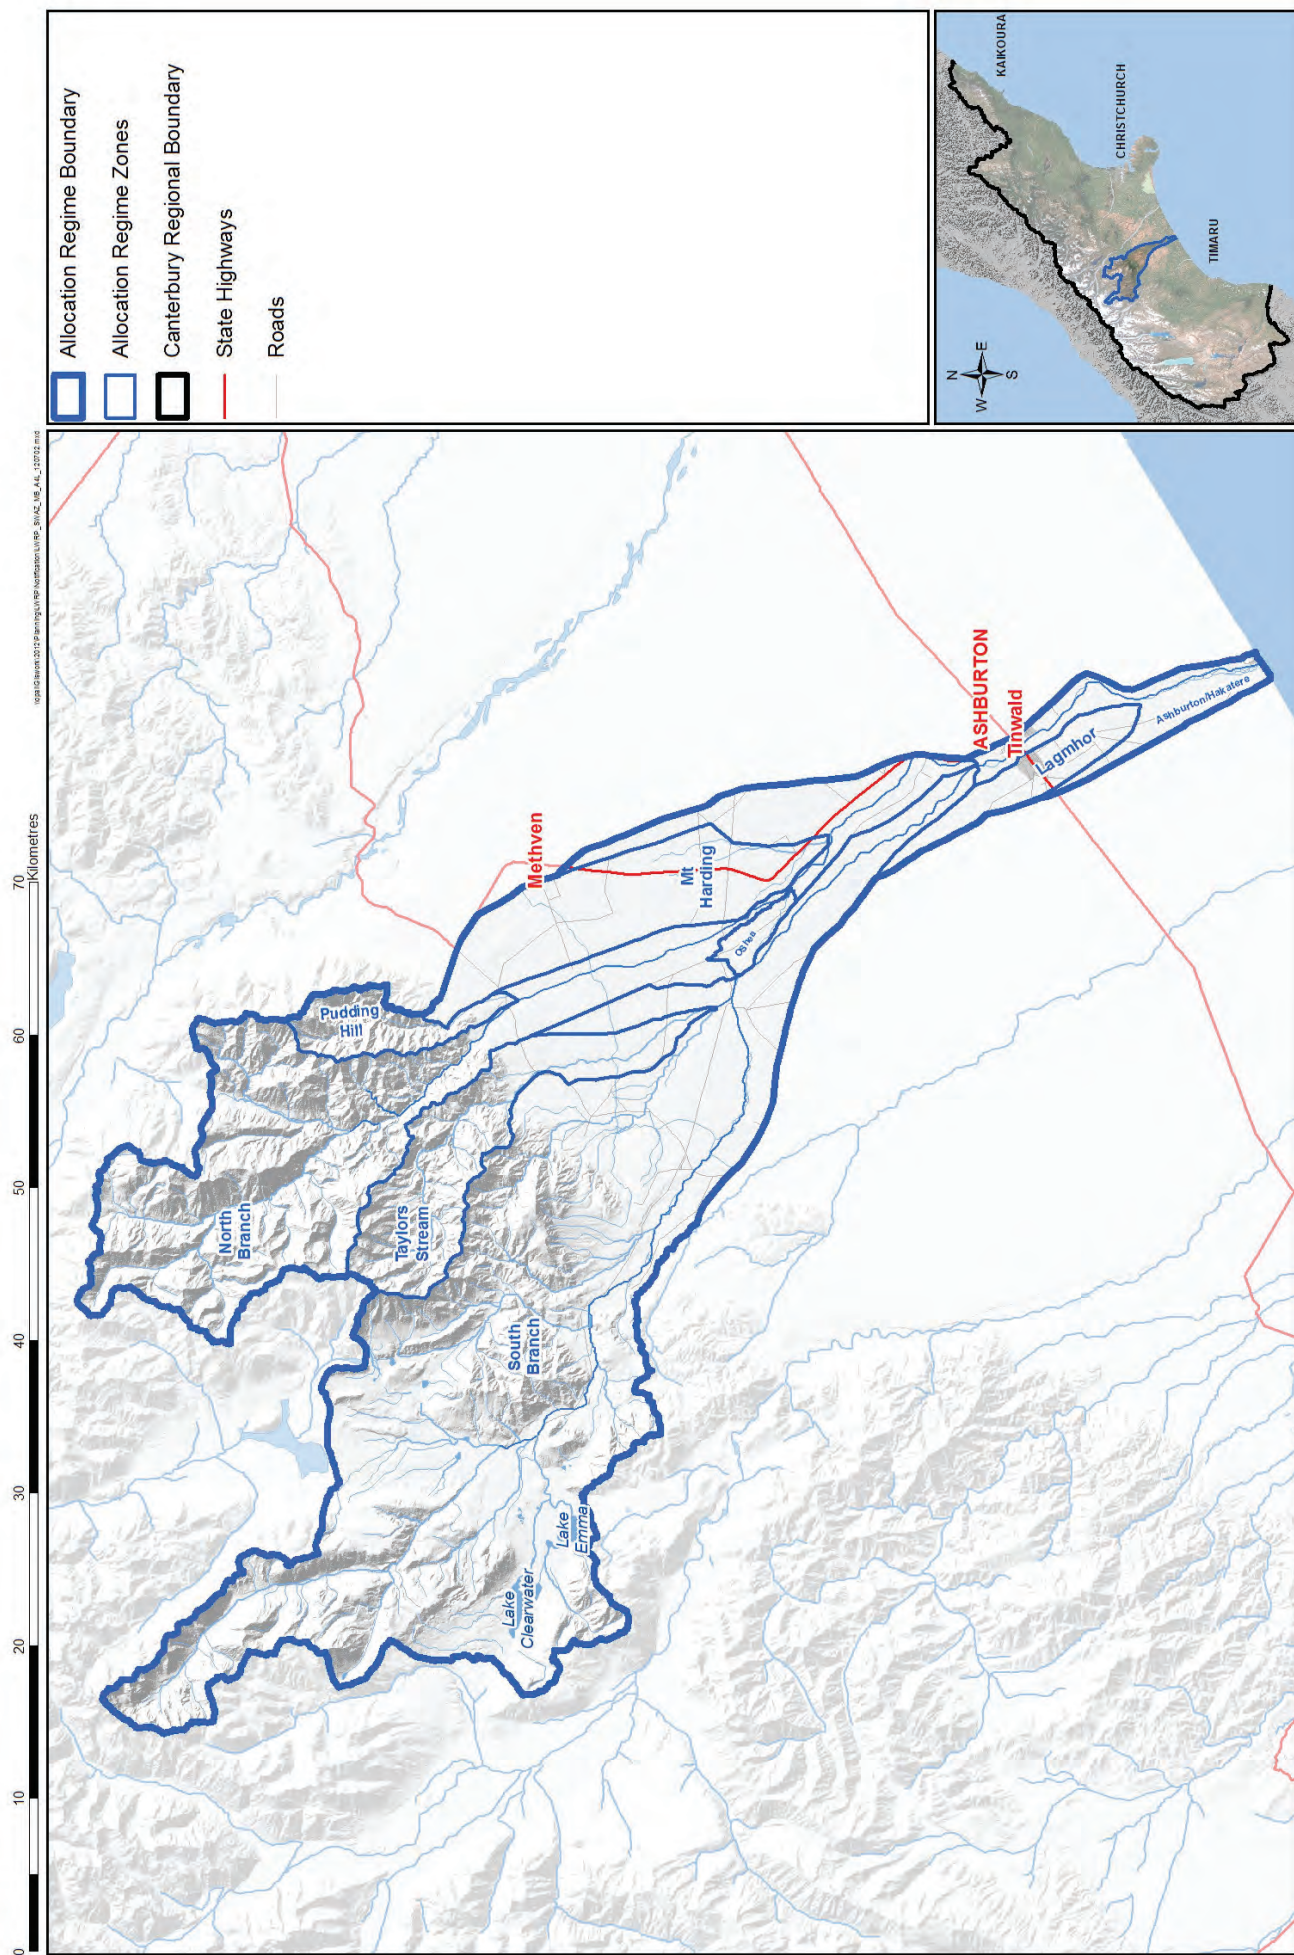 Allocation Regime Boundary
Allocation Regime Zones
Canterbury Regional Boundary
State Highways
Roads
KAIKOURA
CHRISTCHURCH
TIMARU
N
W
E
S
0
10
20
30
40
50
60
70
Kilometres
North
Branch
Pudding
Hill
Taylors
Stream
South
Branch
Lake
Clearwater
Lake
Emma
Methven
Mt
Harding
ASHBURTON
Tinwald
Lagmhor
Ashburton/Hakatere